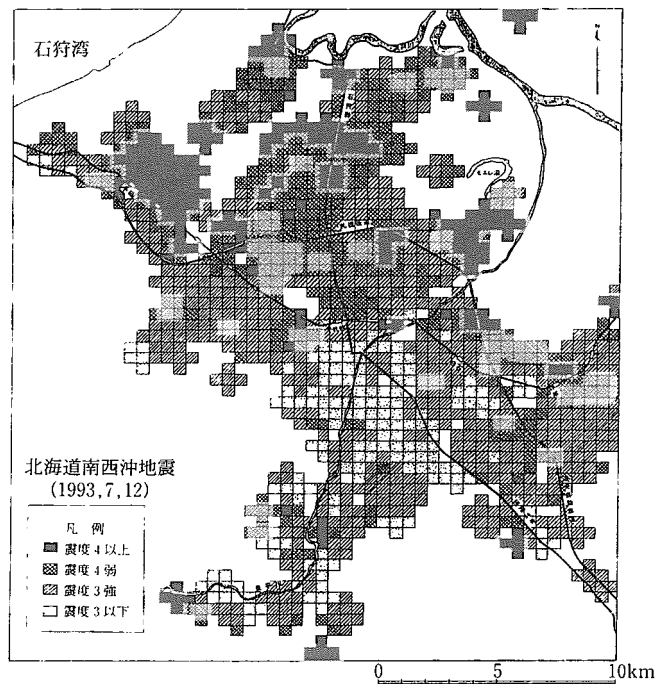 石狩湾
北海道南西沖地震
(1993,7,12)
凡 例
震度4以上
震度4弱
震度3強
震度3以下
0 5 10km